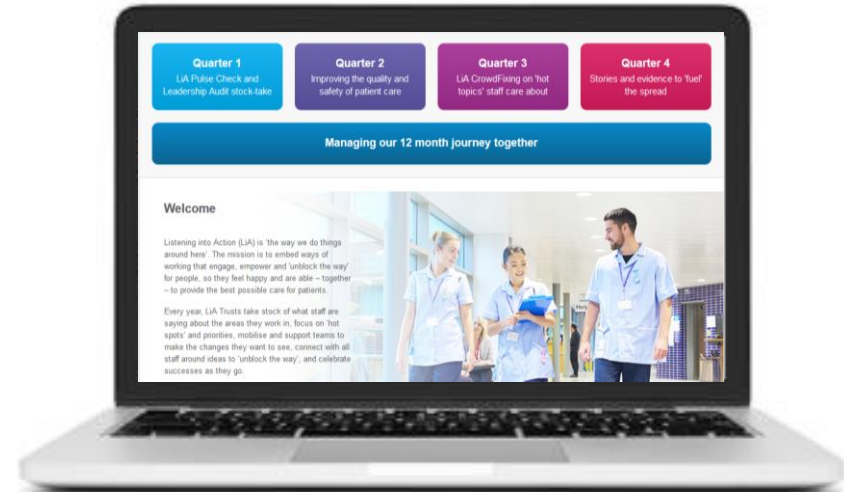 Quarter 1
LiA Pulse Check and
Leadership Audit stock-take
Quarter 2
Improving the quality and
safety of patient care
Quarter 3
LiA CrowdFixing on 'hot
topics' staff care about
Quarter 4
Stories and evidence to 'fuel'
the spread
Managing our 12 month journey together
Welcome
Listening into Action (LiA) is 'the way we do things
around here'. The mission is to embed ways of
working that engage, empower and 'unblock the way'
for people, so they feel happy and are able – together
– to provide the best possible care for patients.
Every year, LiA Trusts take stock of what staff are
saying about the areas they work in, focus on 'hot
spots' and priorities, mobilise and support teams to
make the changes they want to see, connect with all
staff around ideas to 'unblock the way', and celebrate
successes as they go.